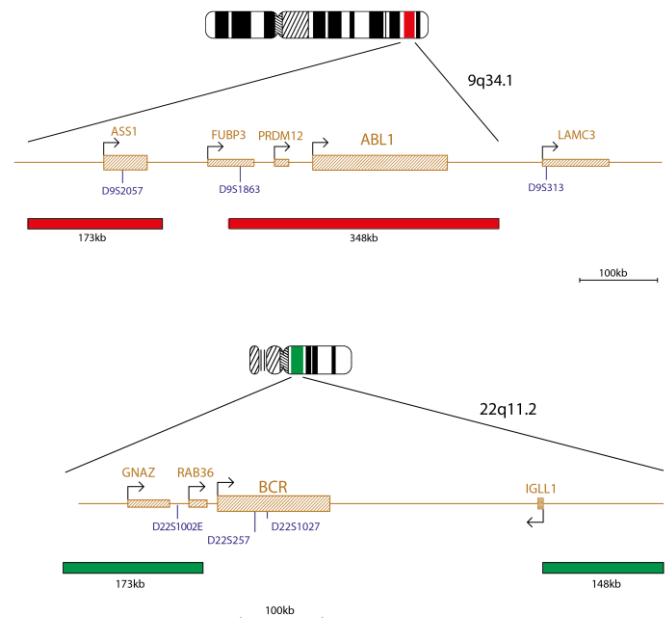 9q34.1
ASS1 FUBP3 PRDM12 ABL1 LAMC3
D9S2057 D9S1863 D9S313
173kb 348kb
100kb
22q11.2
GNAZ RAB36 BCR IGLL1
D22S1002E D22S1027
D22S257
173kb 148kb
100kb